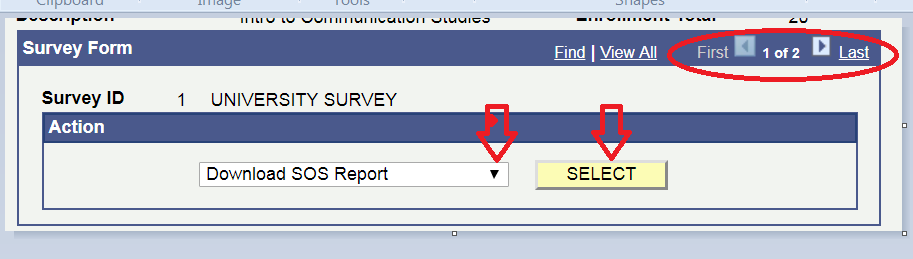 Clipboard Image Tools Shapes
Description Intro to Communication Studies Enrollment Total 20
Survey Form Find | View All First 1 of 2 Last
Survey ID 1 UNIVERSITY SURVEY
Action
Download SOS Report SELECT